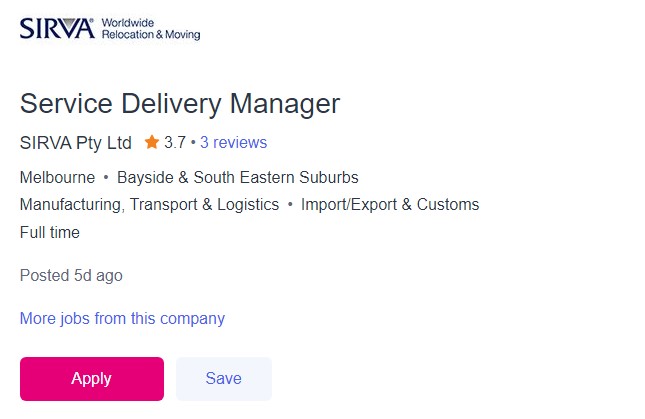 SIRVA Worldwide
Relocation & Moving
Service Delivery Manager
SIRVA Pty Ltd 3.7 • 3 reviews
Melbourne • Bayside & South Eastern Suburbs
Manufacturing, Transport & Logistics • Import/Export & Customs
Full time
Posted 5d ago
More jobs from this company
Apply Save